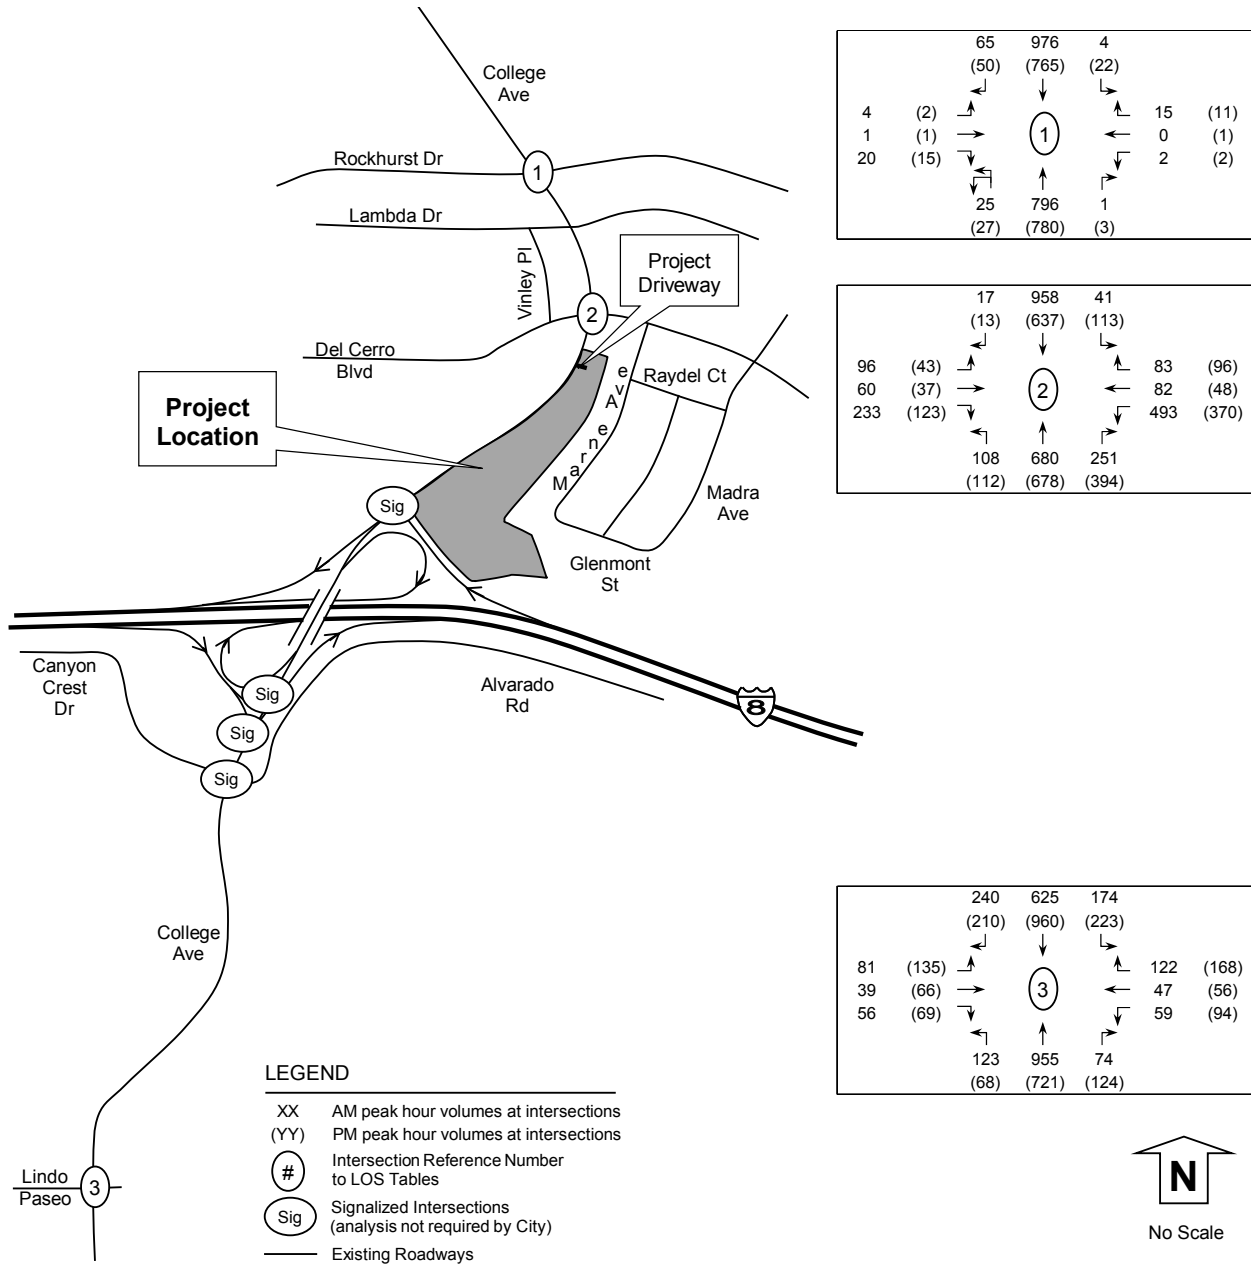 College
Ave
Rockhurst Dr
1
Lambda Dr
Vinley Pl
Project
Driveway
2
Del Cerro
Blvd
Raydel Ct
Marne Ave
Project
Location
Madra
Ave
Sig
Glenmont
St
Canyon
Crest
Dr
Sig
Alvarado
Rd
8
Sig
Sig
College
Ave
Lindo
Paseo
3
65 976 4
(50) (765) (22)
4 (2) 15 (11)
1 (1) 1 0 (1)
20 (15) 2 (2)
25 796 1
(27) (780) (3)
17 958 41
(13) (637) (113)
96 (43) 83 (96)
60 (37) 2 82 (48)
233 (123) 493 (370)
108 680 251
(112) (678) (394)
240 625 174
(210) (960) (223)
81 (135) 122 (168)
39 (66) 3 47 (56)
56 (69) 59 (94)
123 955 74
(68) (721) (124)
LEGEND
XX AM peak hour volumes at intersections
(YY) PM peak hour volumes at intersections
# Intersection Reference Number
to LOS Tables
Sig Signalized Intersections
(analysis not required by City)
Existing Roadways
N
No Scale